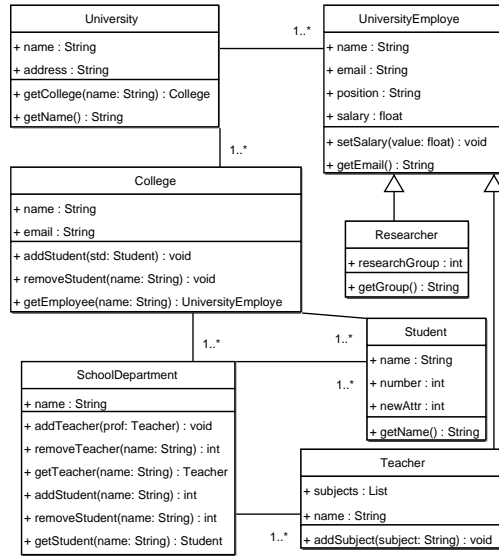 University
+ name : String
+ address : String
+ getCollege(name: String) : College
+ getName() : String
1..*
UniversityEmploye
+ name : String
+ email : String
+ position : String
+ salary : float
+ setSalary(value: float) : void
+ getEmail() : String
1..*
College
+ name : String
+ email : String
+ addStudent(std: Student) : void
+ removeStudent(name: String) : void
+ getEmployee(name: String) : UniversityEmploye
Researcher
+ researchGroup : int
+ getGroup() : String
1..*
1..*
1..*
Student
+ name : String
+ number : int
+ newAttr : int
+ getName() : String
SchoolDepartment
+ name : String
+ addTeacher(prof: Teacher) : void
+ removeTeacher(name: String) : int
+ getTeacher(name: String) : Teacher
+ addStudent(name: String) : int
+ removeStudent(name: String) : int
+ getStudent(name: String) : Student
1..*
Teacher
+ subjects : List
+ name : String
+ addSubject(subject: String) : void